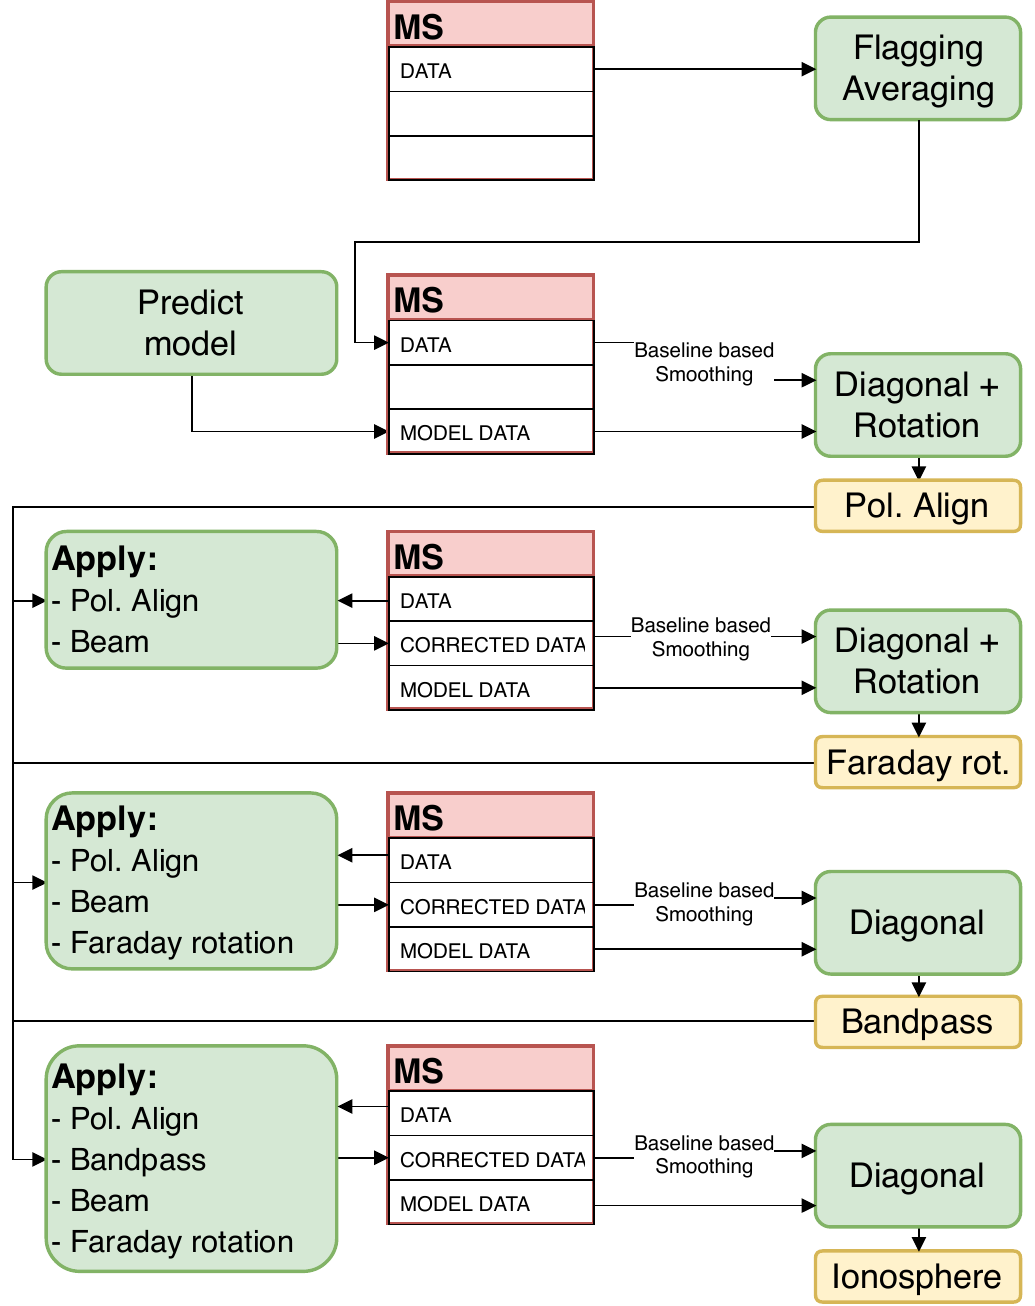 MS
DATA
Flagging
Averaging
Predict
model
MS
DATA
MODEL DATA
Baseline based
Smoothing
Diagonal +
Rotation
Pol. Align
Apply:
- Pol. Align
- Beam
MS
DATA
CORRECTED DATA
MODEL DATA
Baseline based
Smoothing
Diagonal +
Rotation
Faraday rot.
Apply:
- Pol. Align
- Beam
- Faraday rotation
MS
DATA
CORRECTED DATA
MODEL DATA
Baseline based
Smoothing
Diagonal
Bandpass
Apply:
- Pol. Align
- Bandpass
- Beam
- Faraday rotation
MS
DATA
CORRECTED DATA
MODEL DATA
Baseline based
Smoothing
Diagonal
Ionosphere